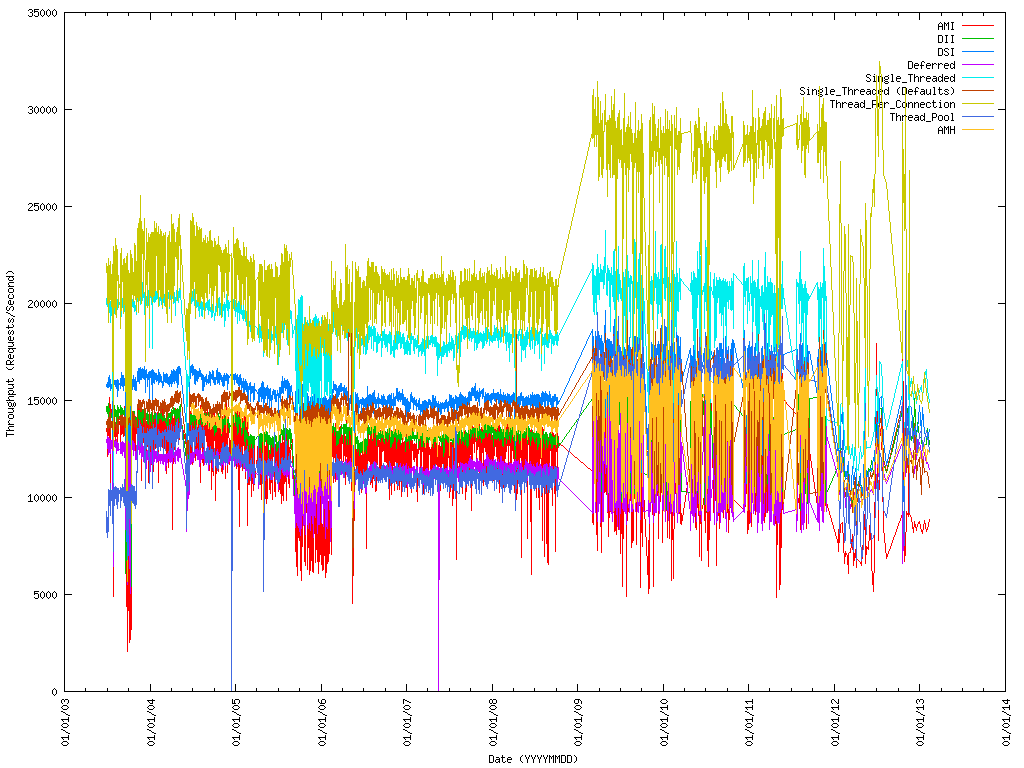 35000
30000
25000
20000
15000
10000
5000
0
Throughput (Requests/Second)
AMI
DII
DSI
Deferred
Single_Threaded
Single_Threaded (Defaults)
Thread_Per_Connection
Thread_Pool
AMH
01/01/03
01/01/04
01/01/05
01/01/06
01/01/07
01/01/08
01/01/09
01/01/10
01/01/11
01/01/12
01/01/13
01/01/14
Date (YYYYMMDD)